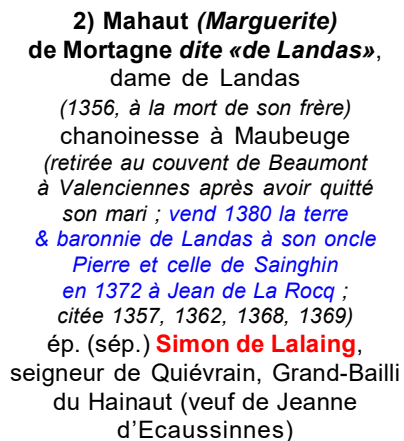 2) Mahaut (Marguerite)
de Mortagne dite «de Landas»,
dame de Landas
(1356, à la mort de son frère)
chanoinesse à Maubeuge
(retirée au couvent de Beaumont
à Valenciennes après avoir quitté
son mari ; vend 1380 la terre
& baronnie de Landas à son oncle
Pierre et celle de Sainghin
en 1372 à Jean de La Rocq ;
citée 1357, 1362, 1368, 1369)
ép. (sép.) Simon de Lalaing,
seigneur de Quiévrain, Grand-Bailli
du Hainaut (veuf de Jeanne
d'Ecaussinnes)